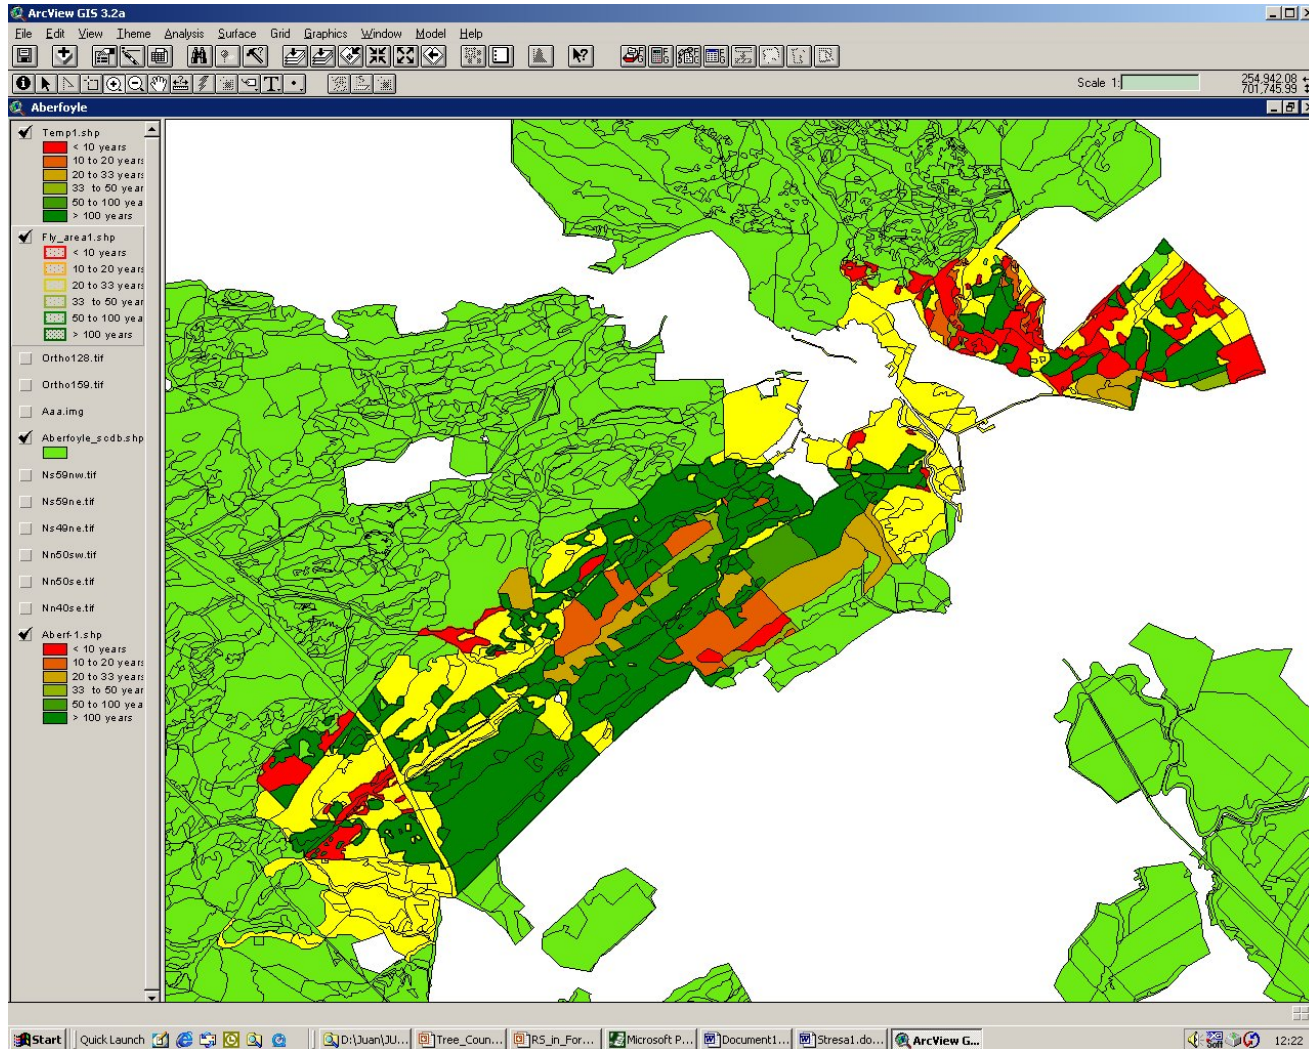 ArcView GIS 3.2a
File Edit View Theme Analysis Surface Grid Graphics Window Model Help
Scale 1:
254,942.08
701,745.99
Aberfoyle
Temp1.shp
< 10 years
10 to 20 years
20 to 33 years
33 to 50 year
50 to 100 yea
> 100 years
Fly_area1.shp
< 10 years
10 to 20 years
20 to 33 years
33 to 50 year
50 to 100 year
> 100 years
Ortho128.tif
Ortho159.tif
Aaa.img
Aberfoyle_scdb.shp
Ns59nw.tif
Ns59ne.tif
Ns49ne.tif
Nn50sw.tif
Nn50se.tif
Nn40se.tif
Aberf-1.shp
< 10 years
10 to 20 years
20 to 33 years
33 to 50 year
50 to 100 yea
> 100 years
Start Quick Launch D:\Juan\JU... Tree_Coun... RS_in_For... Microsoft P... Document1... Stresa1.do... ArcView G... 12:22